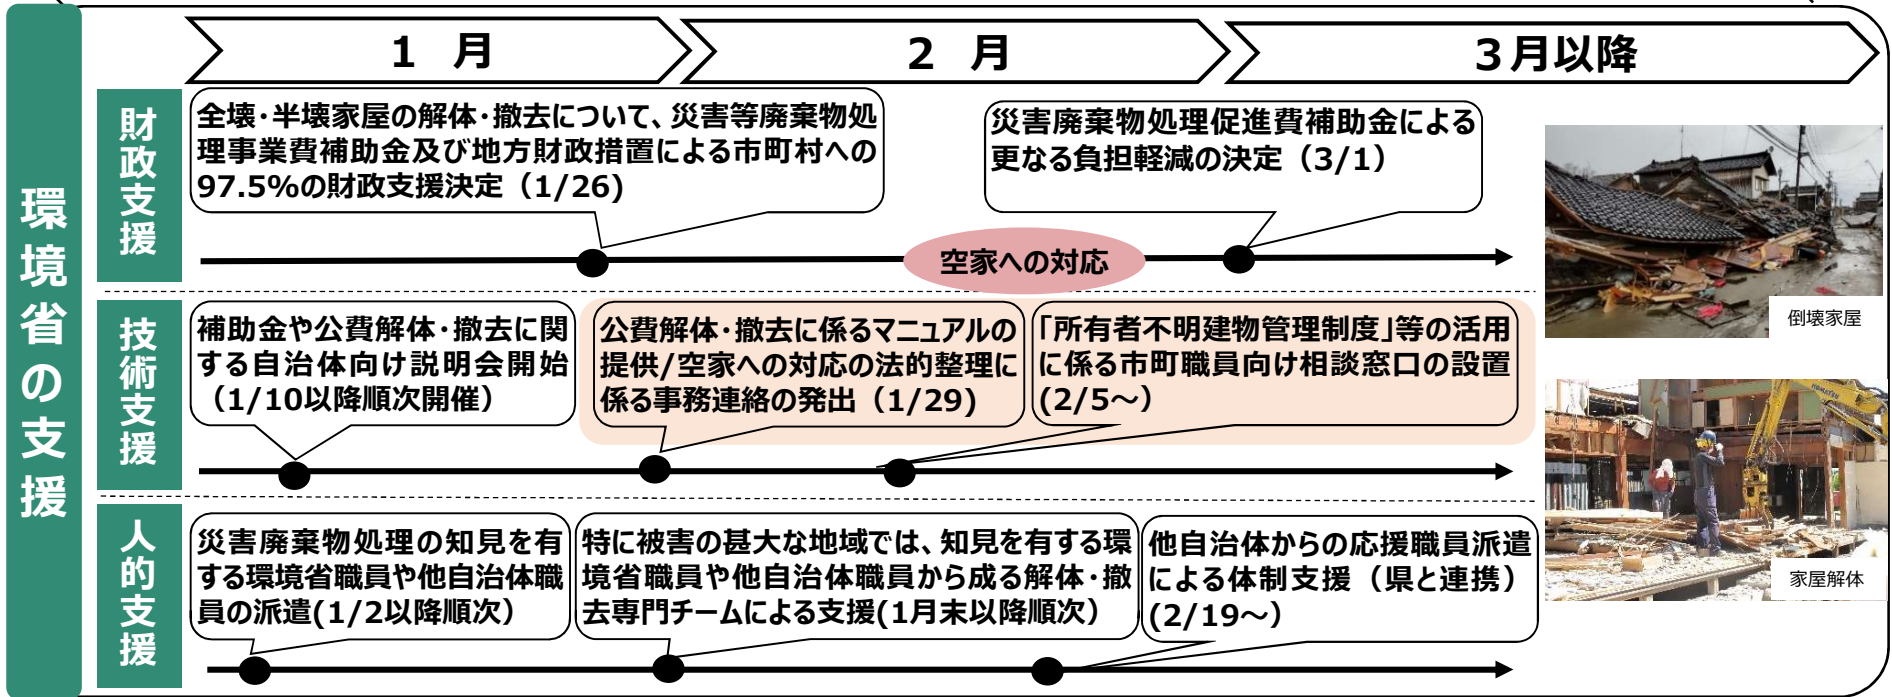 環境省の支援
1 月
2 月
3月以降
財政支援
全壊・半壊家屋の解体・撤去について、災害等廃棄物処
理事業費補助金及び地方財政措置による市町村への
97.5%の財政支援決定（1/26)
災害廃棄物処理促進費補助金による
更なる負担軽減の決定（3/1）
空家への対応
技術支援
補助金や公費解体・撤去に関
する自治体向け説明会開始
（1/10以降順次開催）
公費解体・撤去に係るマニュアルの
提供/空家への対応の法的整理に
係る事務連絡の発出（1/29)
「所有者不明建物管理制度」等の活用
に係る市町職員向け相談窓口の設置
(2/5～）
人的支援
災害廃棄物処理の知見を有
する環境省職員や他自治体職
員の派遣(1/2以降順次）
特に被害の甚大な地域では、知見を有する環
境省職員や他自治体職員から成る解体・撤
去専門チームによる支援(1月末以降順次）
他自治体からの応援職員派遣
による体制支援（県と連携）
(2/19～）
倒壊家屋
KOMATSU
家屋解体